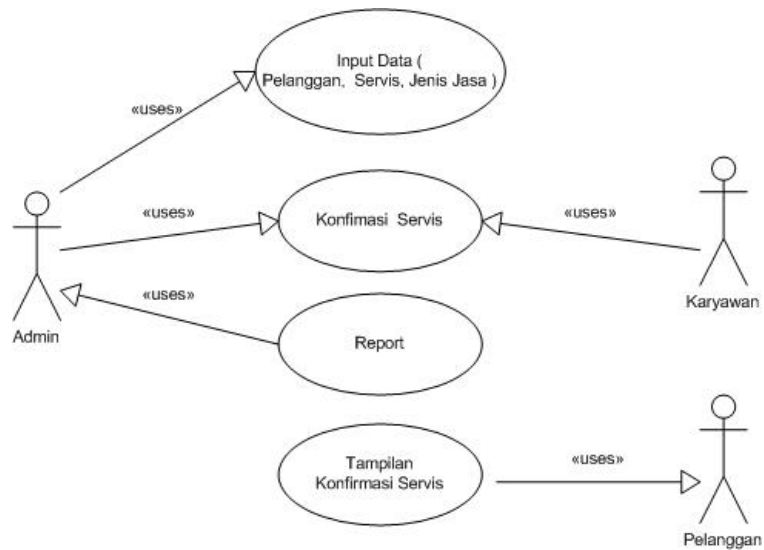 Input Data (
Pelanggan, Servis, Jenis Jasa )
«uses»
Konfimasi Servis
«uses»
«uses»
Karyawan
«uses»
Admin
Report
Tampilan
Konfirmasi Servis
«uses»
Pelanggan